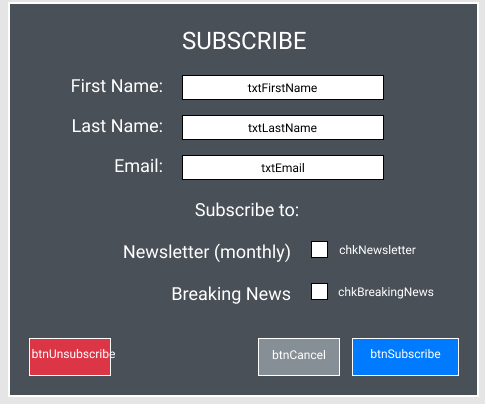 SUBSCRIBE
First Name: txtFirstName
Last Name: txtLastName
Email: txtEmail
Subscribe to:
Newsletter (monthly) chkNewsletter
Breaking News chkBreakingNews
btnUnsubscribe btnCancel btnSubscribe